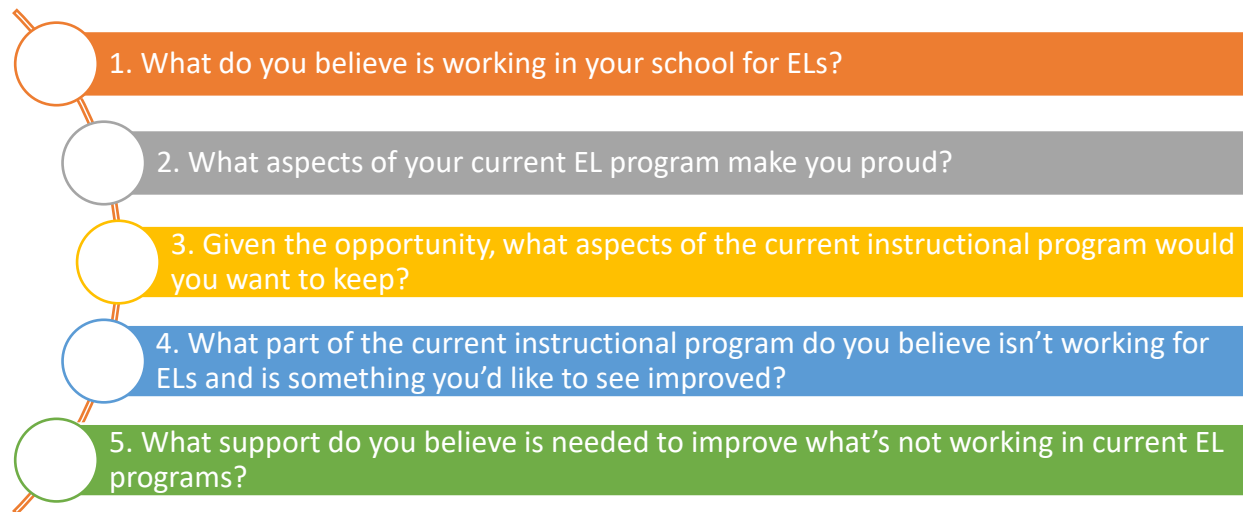 1. What do you believe is working in your school for ELs?
2. What aspects of your current EL program make you proud?
3. Given the opportunity, what aspects of the current instructional program would
you want to keep?
4. What part of the current instructional program do you believe isn’t working for
ELs and is something you’d like to see improved?
5. What support do you believe is needed to improve what’s not working in current EL
programs?